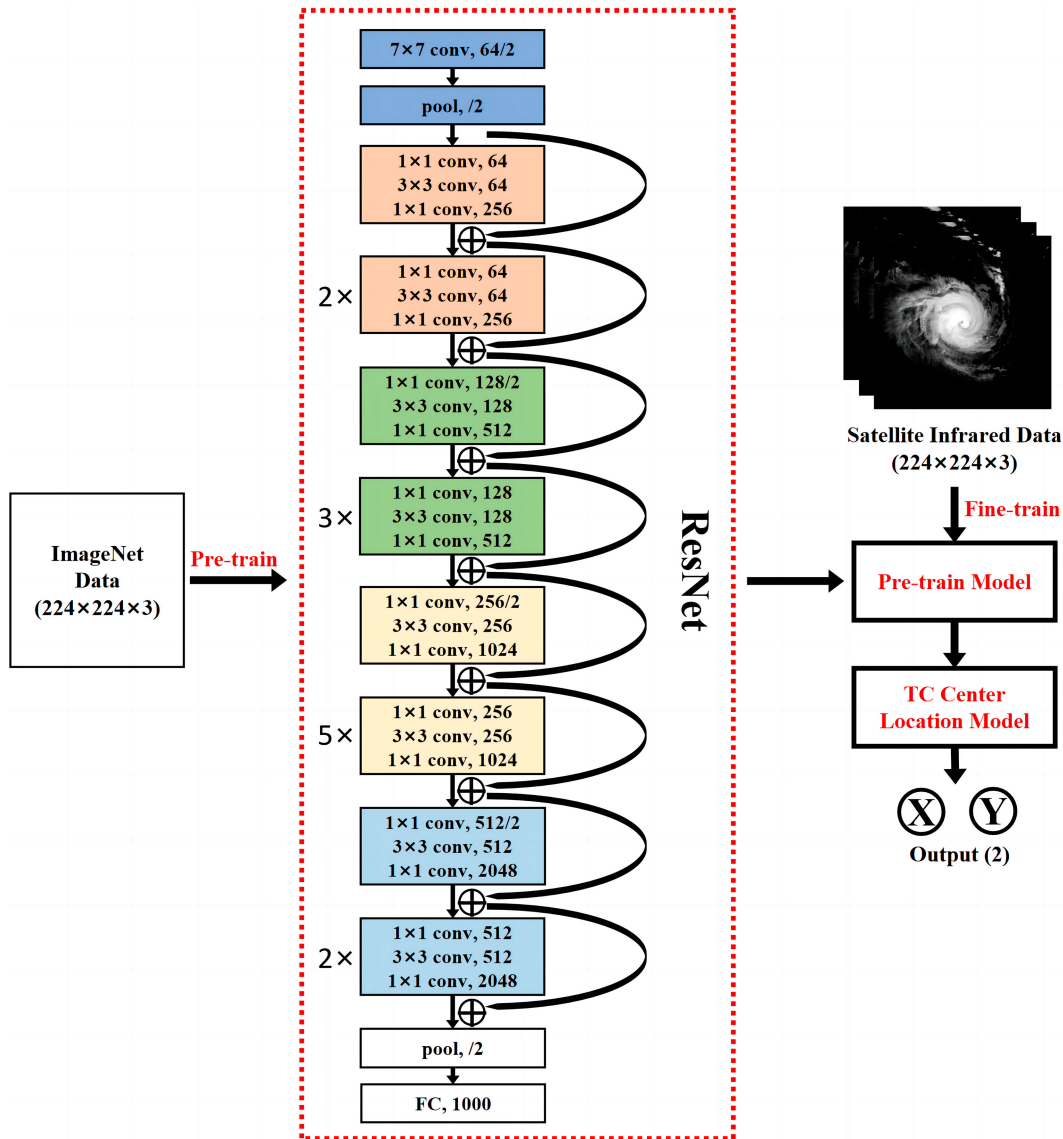 ImageNet
Data
(224×224×3)
Pre-train
7×7 conv, 64/2
pool, /2
1×1 conv, 64
3×3 conv, 64
1×1 conv, 256
2×
1×1 conv, 64
3×3 conv, 64
1×1 conv, 256
1×1 conv, 128/2
3×3 conv, 128
1×1 conv, 512
3×
1×1 conv, 128
3×3 conv, 128
1×1 conv, 512
1×1 conv, 256/2
3×3 conv, 256
1×1 conv, 1024
5×
1×1 conv, 256
3×3 conv, 256
1×1 conv, 1024
1×1 conv, 512/2
3×3 conv, 512
1×1 conv, 2048
2×
1×1 conv, 512
3×3 conv, 512
1×1 conv, 2048
pool, /2
FC, 1000
ResNet
Satellite Infrared Data
(224×224×3)
Fine-train
Pre-train Model
TC Center
Location Model
X Y
Output (2)